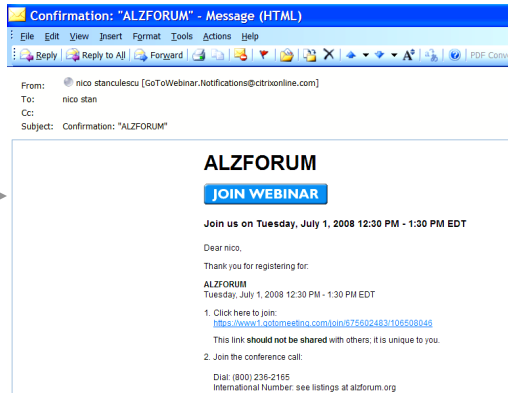 Confirmation: "ALZFORUM" - Message (HTML)
File Edit View Insert Format Tools Actions Help
Reply Reply to All Forward PDF Conv
From: nico stanculescu [GoToWebinar.Notifications@citrixonline.com]
To: nico stan
Cc:
Subject: Confirmation: "ALZFORUM"
ALZFORUM
JOIN WEBINAR
Join us on Tuesday, July 1, 2008 12:30 PM - 1:30 PM EDT
Dear nico,
Thank you for registering for:
ALZFORUM
Tuesday, July 1, 2008 12:30 PM - 1:30 PM EDT
1. Click here to join:
https://www1.gotomeeting.com/join/675602483/106508046
This link should not be shared with others; it is unique to you.
2. Join the conference call:
Dial: (800) 236-2165
International Number: see listings at alzforum.org